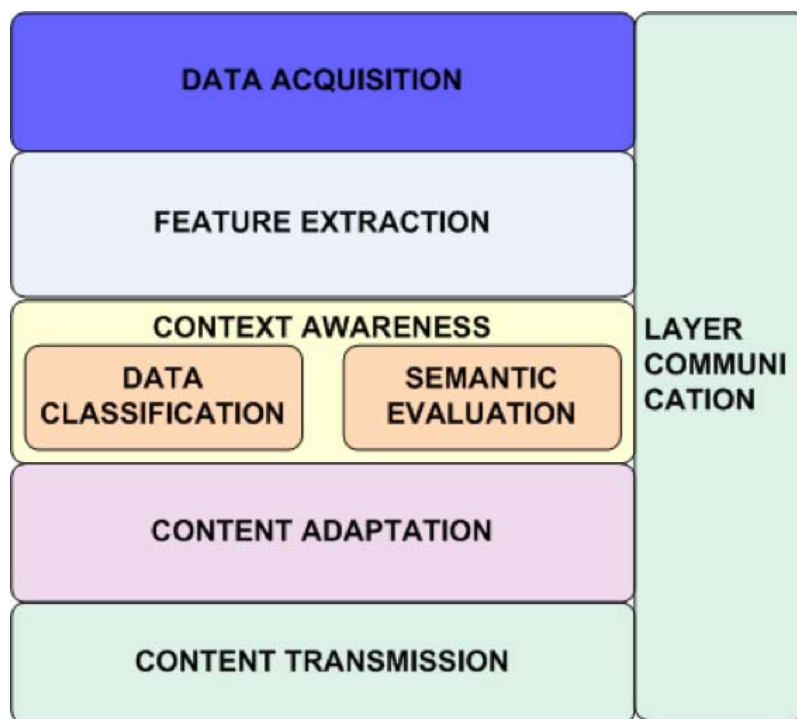 DATA ACQUISITION
FEATURE EXTRACTION
CONTEXT AWARENESS
DATA
CLASSIFICATION
SEMANTIC
EVALUATION
LAYER
COMMUNI
CATION
CONTENT ADAPTATION
CONTENT TRANSMISSION